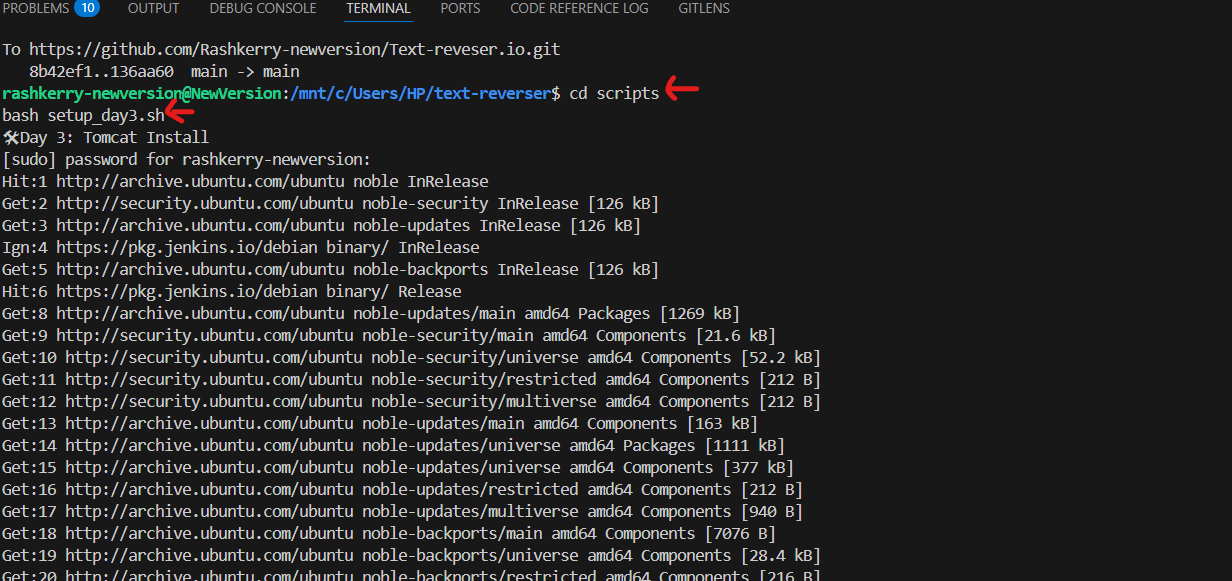 PROBLEMS 10 OUTPUT DEBUG CONSOLE TERMINAL PORTS CODE REFERENCE LOG GITLENS
To https://github.com/Rashkerry-newversion/Text-reveser.io.git
   8b42ef1..136aa60  main -> main
rashkerry-newversion@NewVersion:/mnt/c/Users/HP/text-reverser$ cd scripts
bash setup_day3.sh
🛠Day 3: Tomcat Install
[sudo] password for rashkerry-newversion:
Hit:1 http://archive.ubuntu.com/ubuntu noble InRelease
Get:2 http://security.ubuntu.com/ubuntu noble-security InRelease [126 kB]
Get:3 http://archive.ubuntu.com/ubuntu noble-updates InRelease [126 kB]
Ign:4 https://pkg.jenkins.io/debian binary/ InRelease
Get:5 http://archive.ubuntu.com/ubuntu noble-backports InRelease [126 kB]
Hit:6 https://pkg.jenkins.io/debian binary/ Release
Get:8 http://archive.ubuntu.com/ubuntu noble-updates/main amd64 Packages [1269 kB]
Get:9 http://security.ubuntu.com/ubuntu noble-security/main amd64 Components [21.6 kB]
Get:10 http://security.ubuntu.com/ubuntu noble-security/universe amd64 Components [52.2 kB]
Get:11 http://security.ubuntu.com/ubuntu noble-security/restricted amd64 Components [212 B]
Get:12 http://security.ubuntu.com/ubuntu noble-security/multiverse amd64 Components [212 B]
Get:13 http://archive.ubuntu.com/ubuntu noble-updates/main amd64 Components [163 kB]
Get:14 http://archive.ubuntu.com/ubuntu noble-updates/universe amd64 Packages [1111 kB]
Get:15 http://archive.ubuntu.com/ubuntu noble-updates/universe amd64 Components [377 kB]
Get:16 http://archive.ubuntu.com/ubuntu noble-updates/restricted amd64 Components [212 B]
Get:17 http://archive.ubuntu.com/ubuntu noble-updates/multiverse amd64 Components [940 B]
Get:18 http://archive.ubuntu.com/ubuntu noble-backports/main amd64 Components [7076 B]
Get:19 http://archive.ubuntu.com/ubuntu noble-backports/universe amd64 Components [28.4 kB]
Get:20 http://archive.ubuntu.com/ubuntu noble-backports/restricted amd64 Components [216 B]